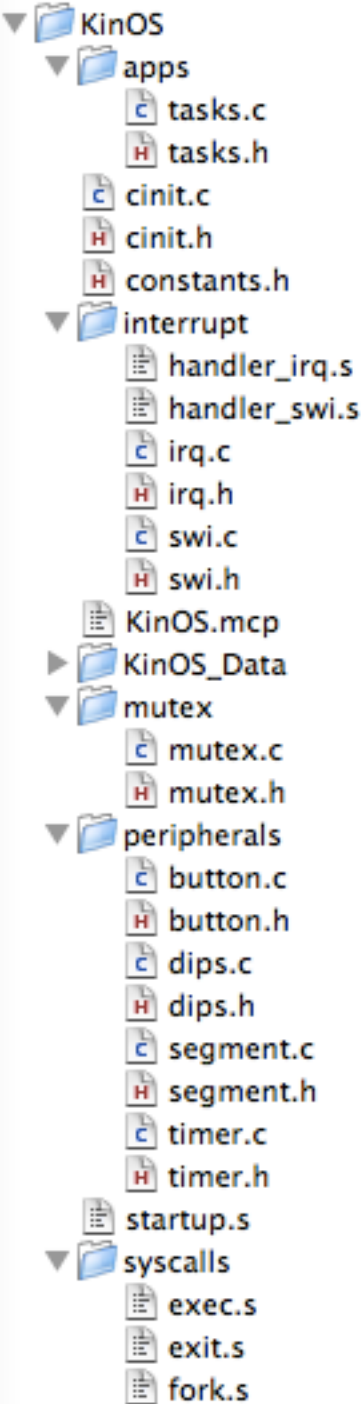 KinOS
apps
tasks.c
tasks.h
cinit.c
cinit.h
constants.h
interrupt
handler_irq.s
handler_swi.s
irq.c
irq.h
swi.c
swi.h
KinOS.mcp
KinOS_Data
mutex
mutex.c
mutex.h
peripherals
button.c
button.h
dips.c
dips.h
segment.c
segment.h
timer.c
timer.h
startup.s
syscalls
exec.s
exit.s
fork.s